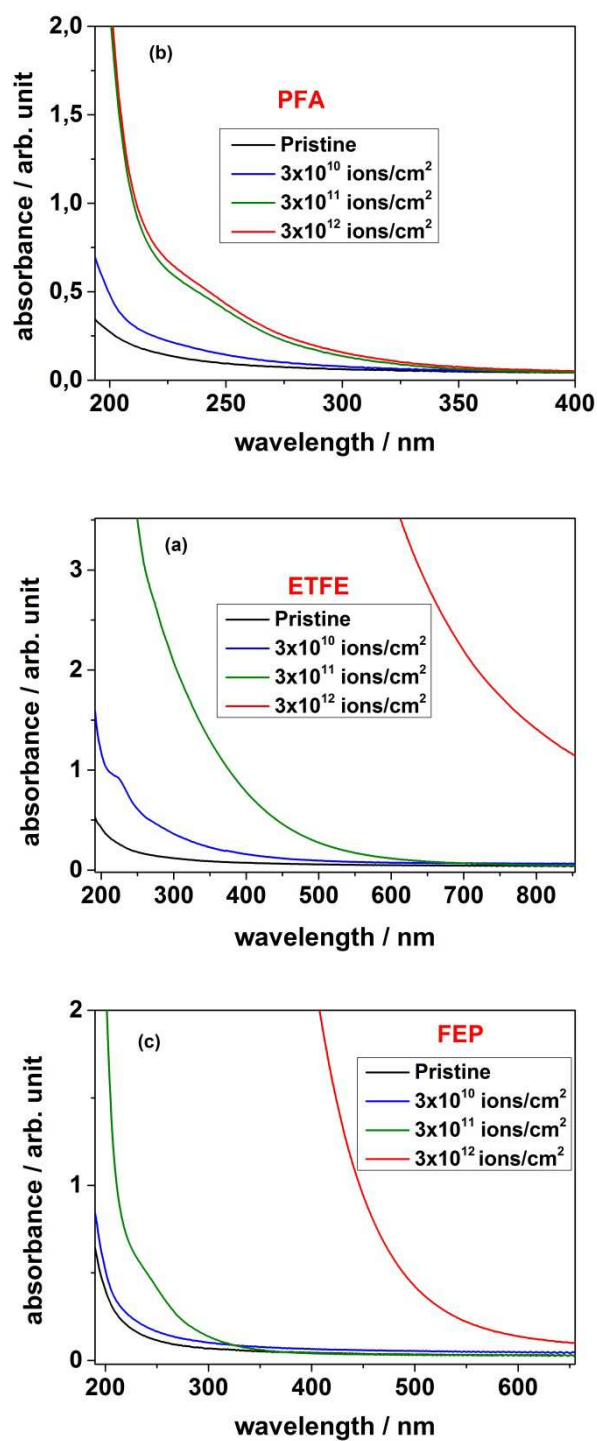 2,0
(b)
PFA
1,5
Pristine
3x10¹⁰ ions/cm²
3x10¹¹ ions/cm²
3x10¹² ions/cm²
1,0
0,5
0,0
absorbance / arb. unit
200 250 300 350 400
wavelength / nm
(a)
ETFE
3
Pristine
3x10¹⁰ ions/cm²
3x10¹¹ ions/cm²
3x10¹² ions/cm²
2
1
0
absorbance / arb. unit
200 300 400 500 600 700 800
wavelength / nm
2
(c)
FEP
Pristine
3x10¹⁰ ions/cm²
3x10¹¹ ions/cm²
3x10¹² ions/cm²
1
0
absorbance / arb. unit
200 300 400 500 600
wavelength / nm